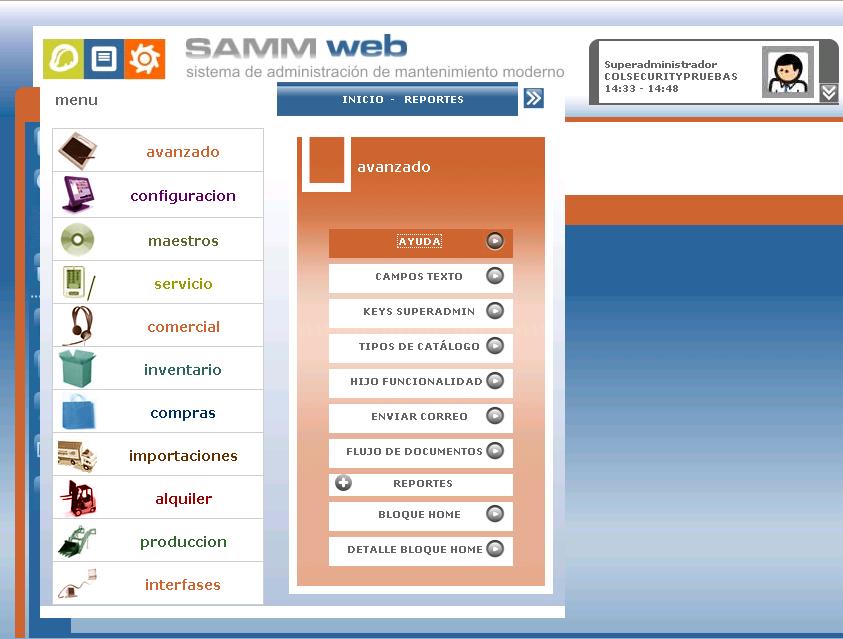 SAMM web
sistema de administración de mantenimiento moderno
Superadministrador
COLSECURITYPRUEBAS
14:33 - 14:48
menu
INICIO - REPORTES
avanzado
configuracion
maestros
servicio
comercial
inventario
compras
importaciones
alquiler
produccion
interfases
avanzado
AYUDA
CAMPOS TEXTO
KEYS SUPERADMIN
TIPOS DE CATÁLOGO
HIJO FUNCIONALIDAD
ENVIAR CORREO
FLUJO DE DOCUMENTOS
REPORTES
BLOQUE HOME
DETALLE BLOQUE HOME